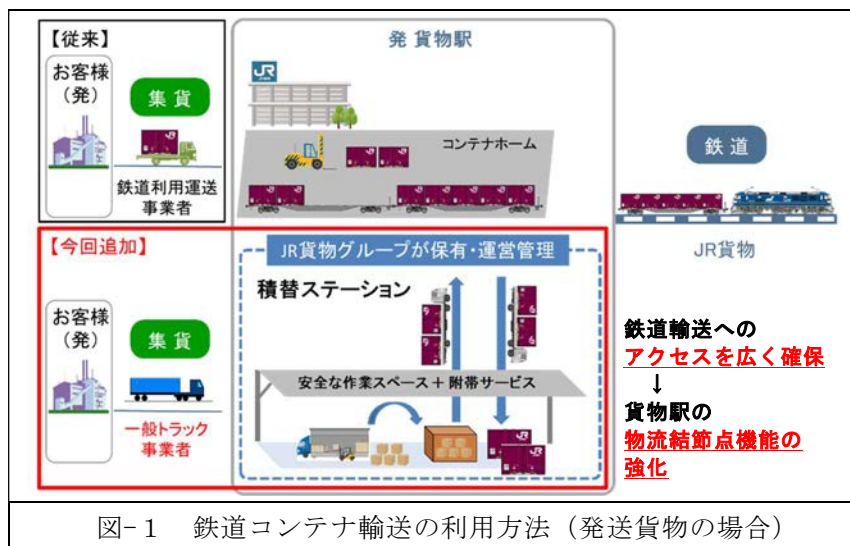 【従来】
お客様
（発）
集 貨
鉄道利用運送
事業者
発 貨物駅
JR
コンテナホーム
鉄 道
JR貨物
【今回追加】
お客様
（発）
集 貨
一般トラック
事業者
JR貨物グループが保有・運営管理
積替ステーション
安全な作業スペース＋附帯サービス
鉄道輸送への
アクセスを広く確保
↓
貨物駅の
物流結節点機能の
強化
図-１ 鉄道コンテナ輸送の利用方法（発送貨物の場合）